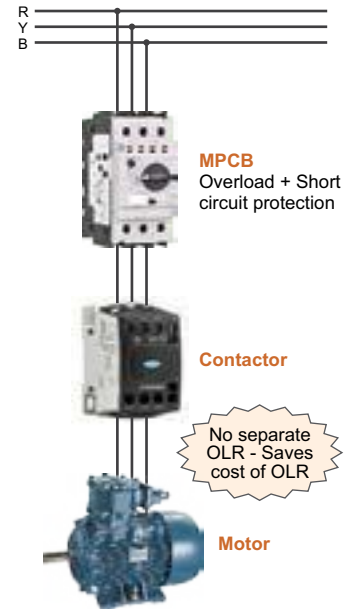 R
Y
B
MPCB
Overload + Short
circuit protection
Contactor
No separate
OLR - Saves
cost of OLR
Motor